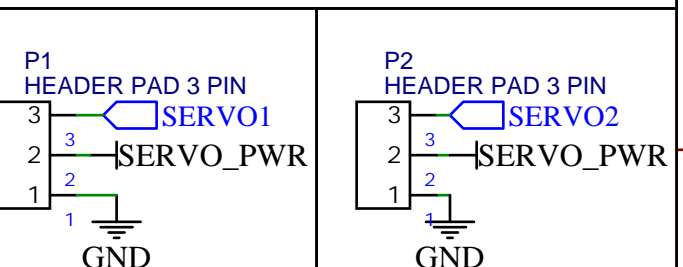 P1
HEADER PAD 3 PIN
3
SERVO1
3
2
SERVO_PWR
2
1
1
GND
P2
HEADER PAD 3 PIN
3
SERVO2
3
2
SERVO_PWR
2
1
1
GND